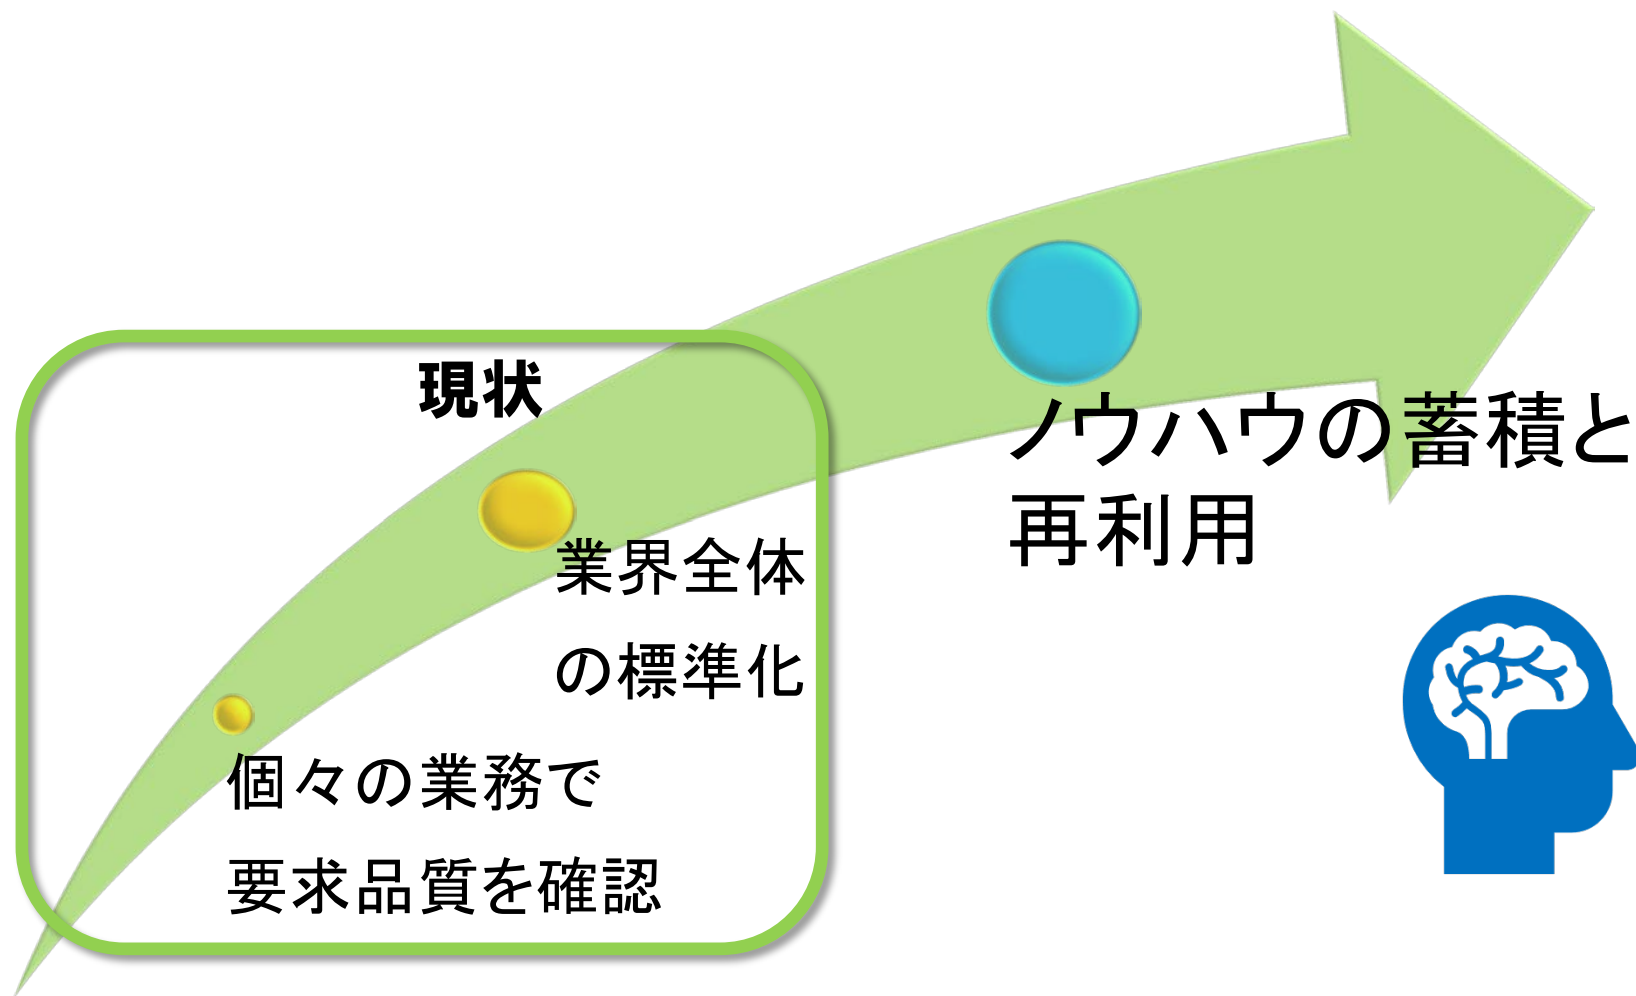 現状
業界全体
の標準化
個々の業務で
要求品質を確認
ノウハウの蓄積と
再利用